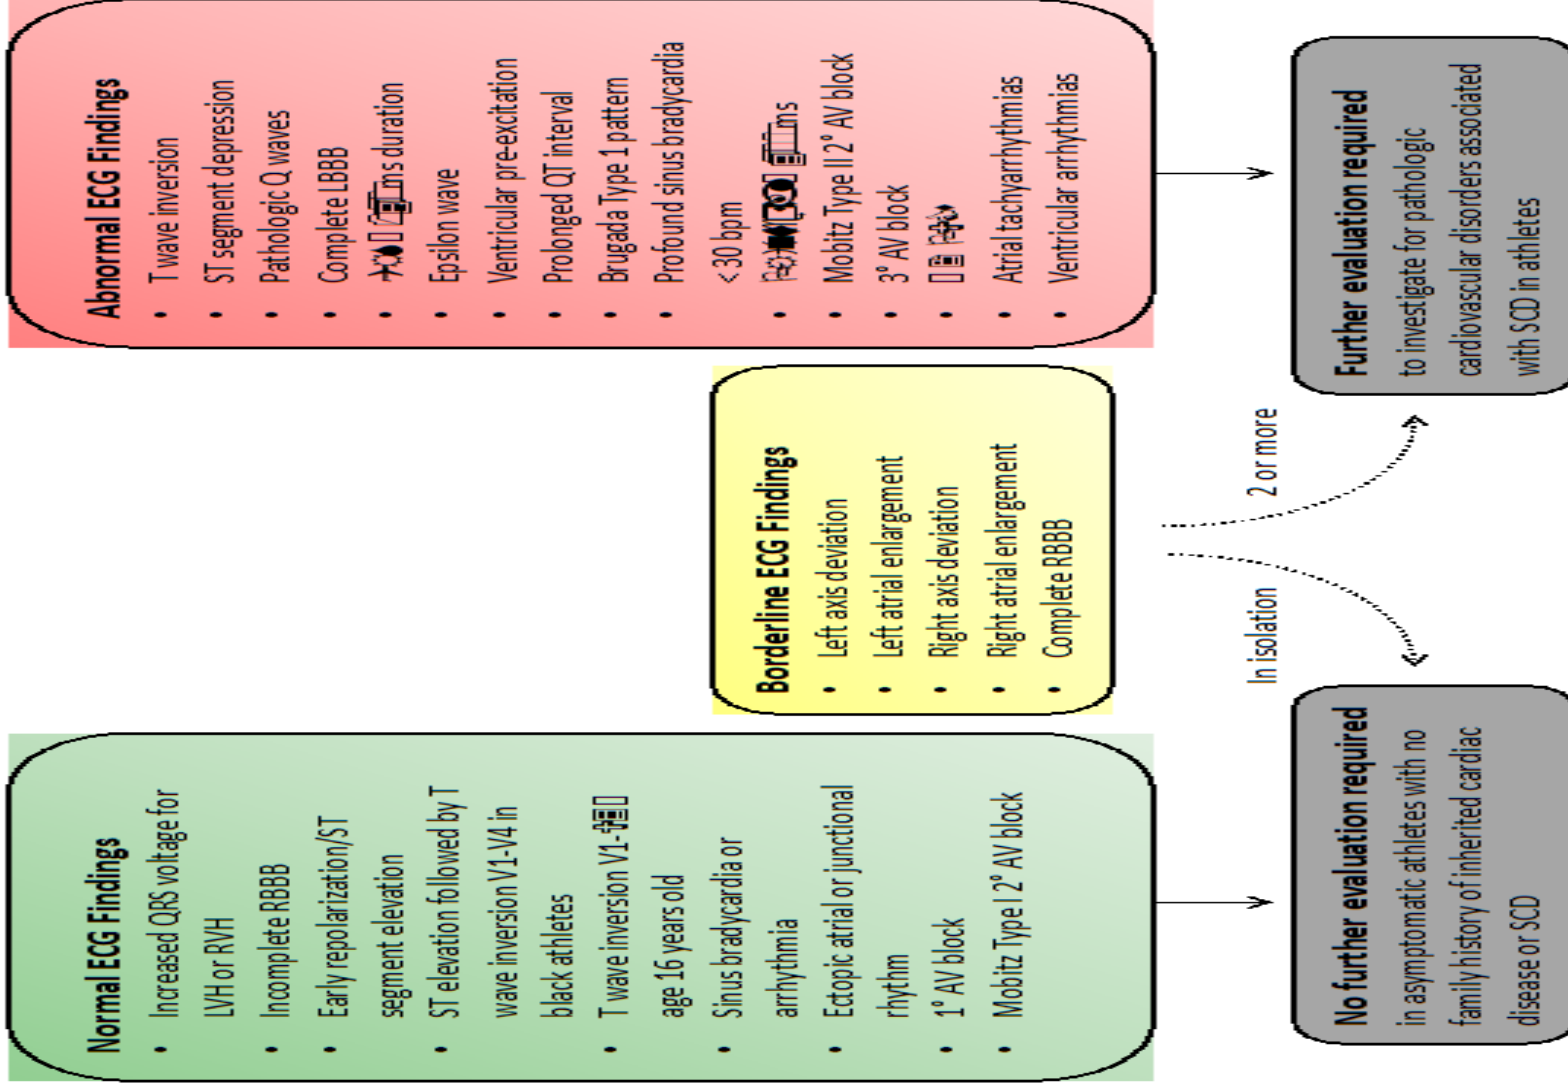 Normal ECG Findings
• Increased QRS voltage for
LVH or RVH
• Incomplete RBBB
• Early repolarization/ST
segment elevation
• ST elevation followed by T
wave inversion V1-V4 in
black athletes
• T wave inversion V1-
age 16 years old
• Sinus bradycardia or
arrhythmia
• Ectopic atrial or junctional
rhythm
• 1° AV block
• Mobitz Type I 2° AV block
Borderline ECG Findings
• Left axis deviation
• Left atrial enlargement
• Right axis deviation
• Right atrial enlargement
• Complete RBBB
Abnormal ECG Findings
• T wave inversion
• ST segment depression
• Pathologic Q waves
• Complete LBBB
• ms duration
• Epsilon wave
• Ventricular pre-excitation
• Prolonged QT interval
• Brugada Type 1 pattern
• Profound sinus bradycardia
< 30 bpm
• ms
• Mobitz Type II 2° AV block
• 3° AV block
•
• Atrial tachyarrhythmias
• Ventricular arrhythmias
In isolation
2 or more
No further evaluation required
in asymptomatic athletes with no
family history of inherited cardiac
disease or SCD
Further evaluation required
to investigate for pathologic
cardiovascular disorders associated
with SCD in athletes